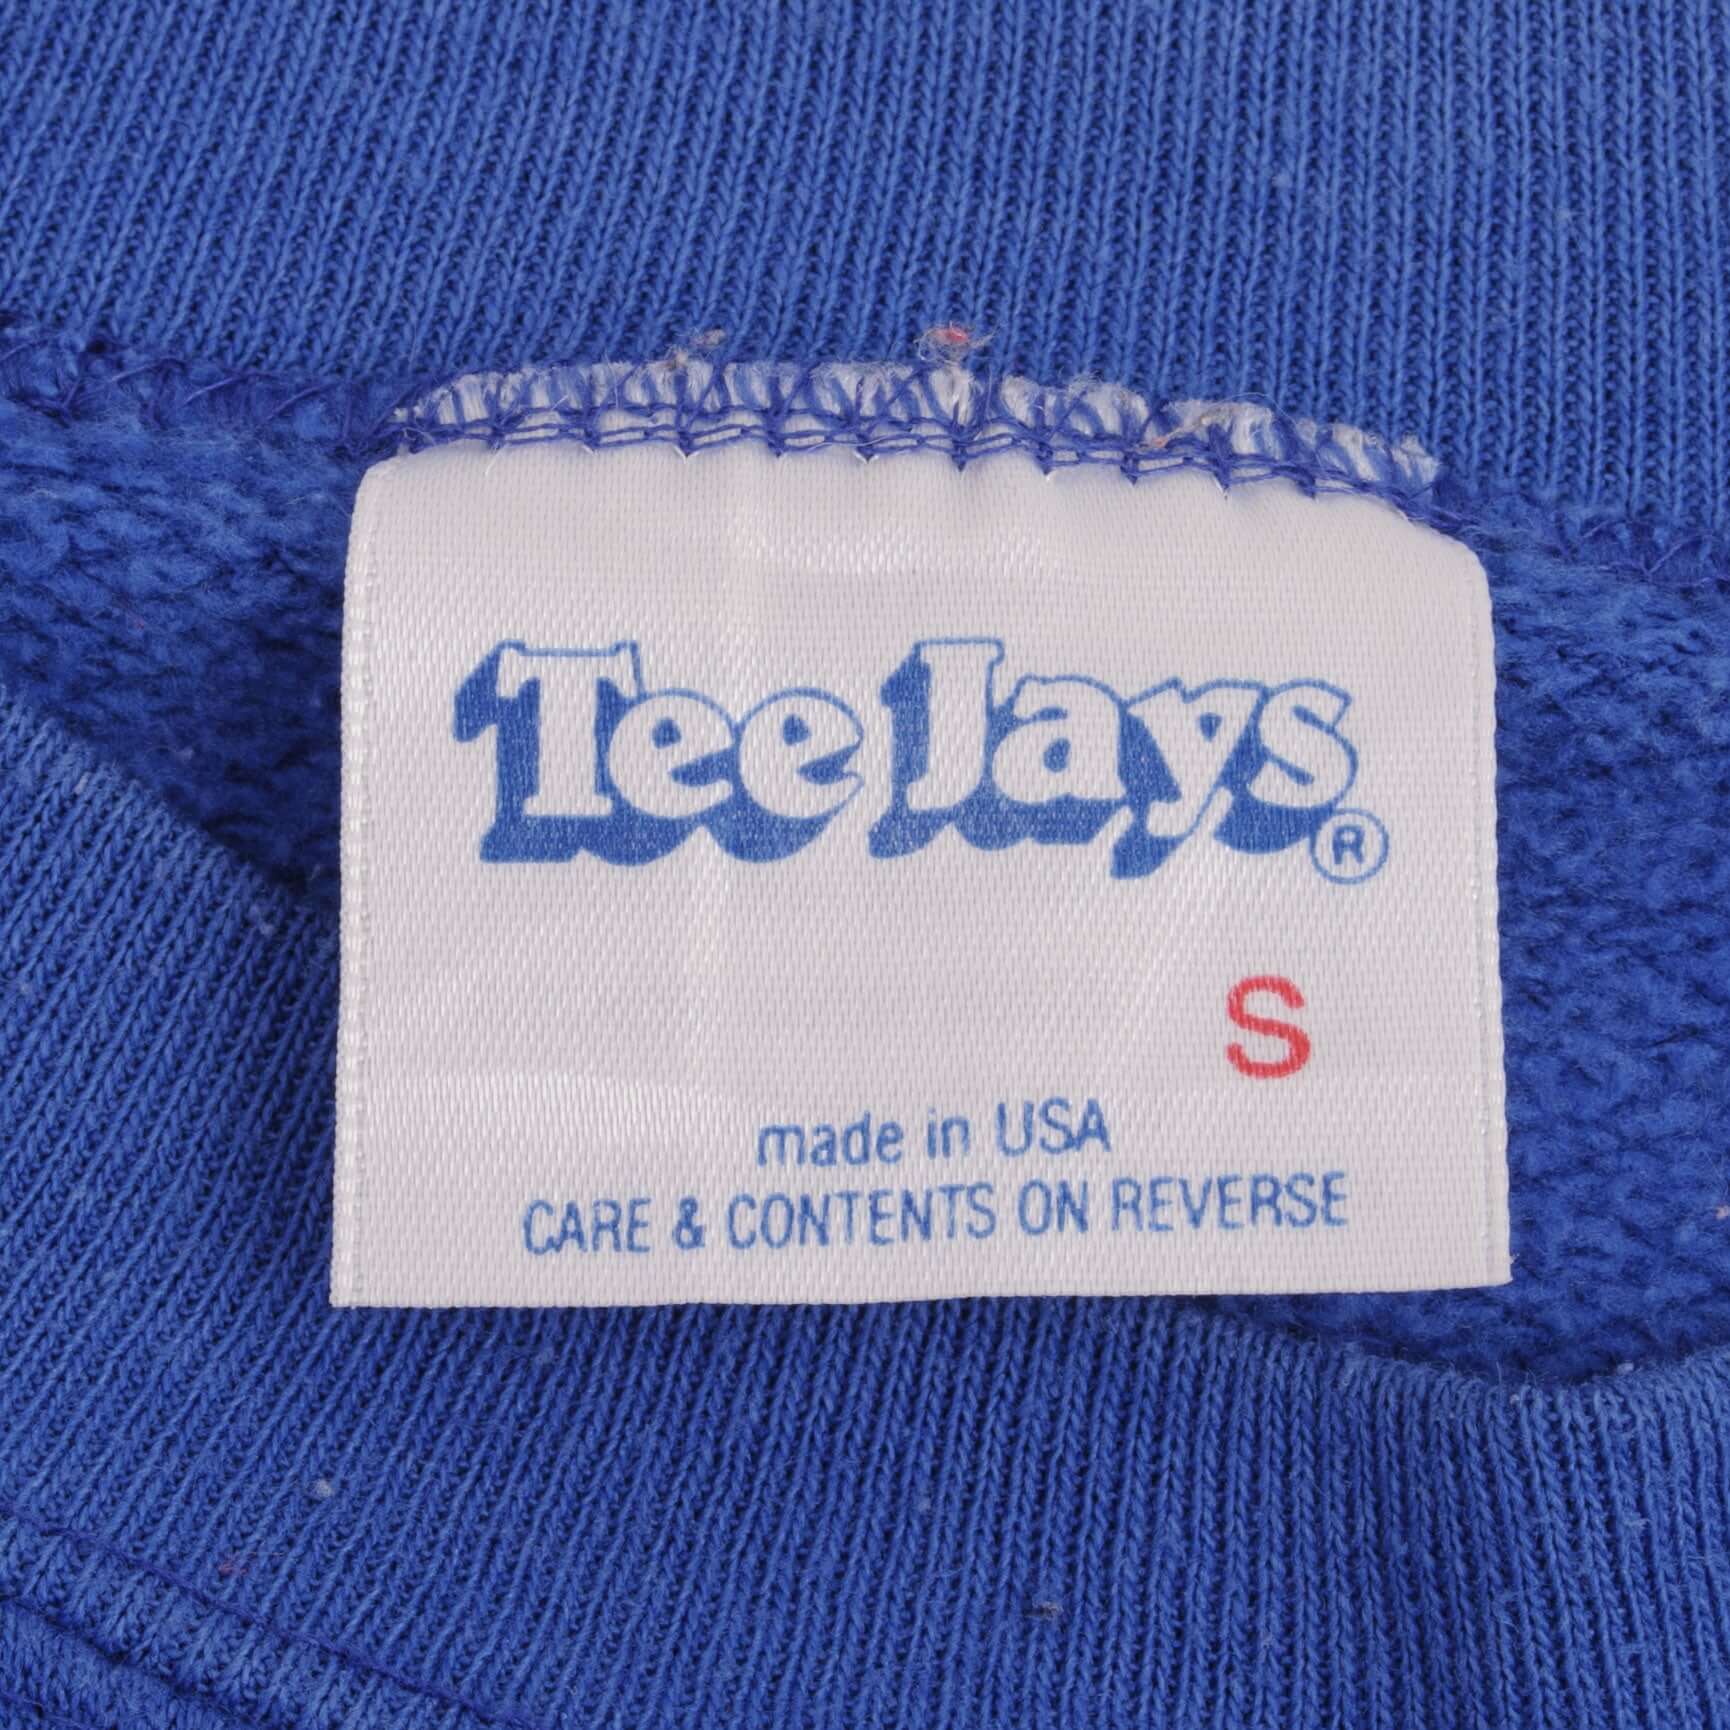 Tee Jays®
S
made in USA
CARE & CONTENTS ON REVERSE